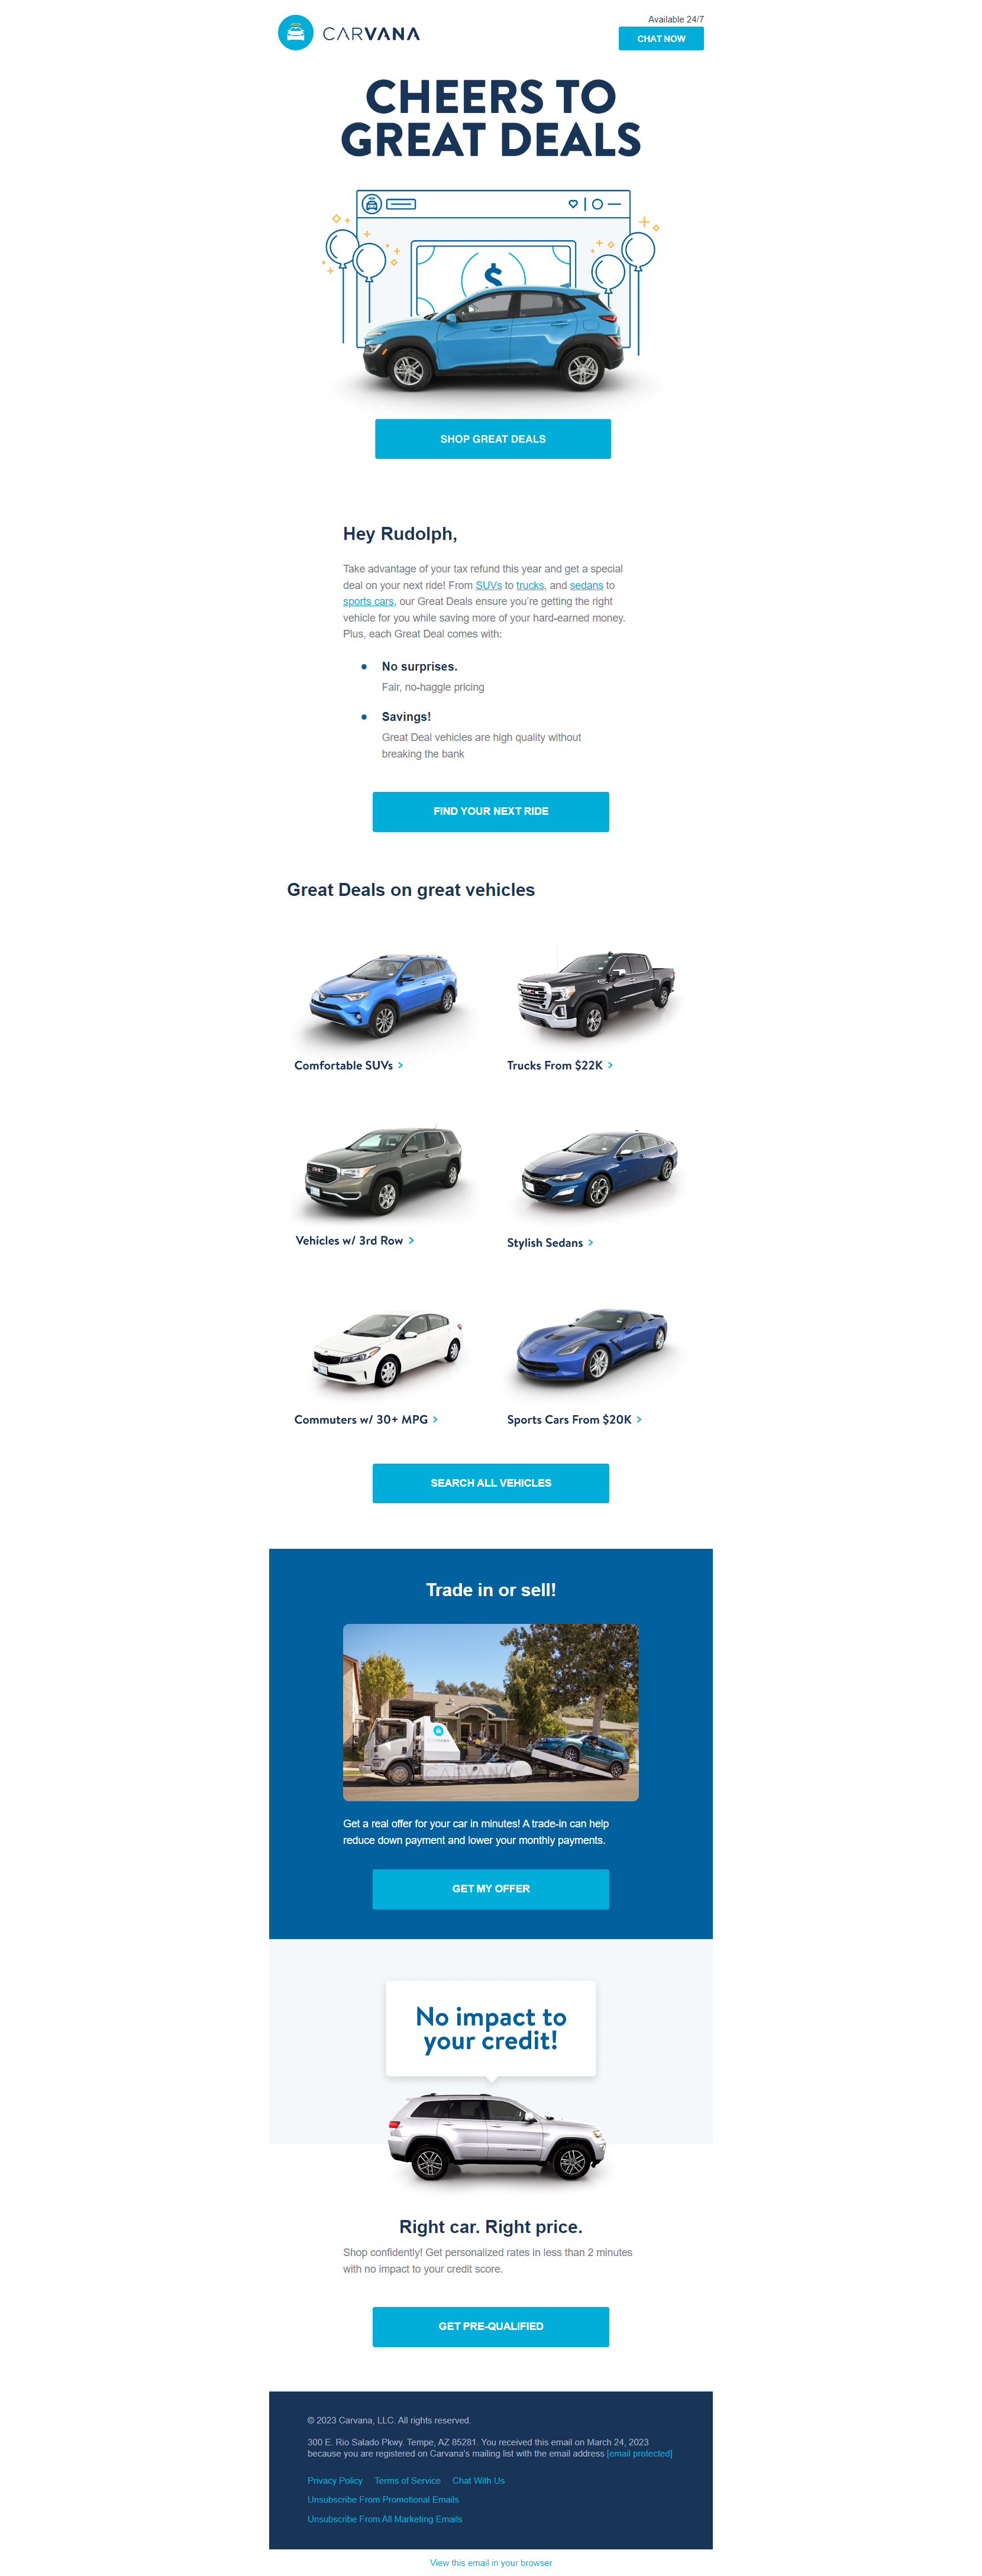 CARVANA
Available 24/7
CHAT NOW
CHEERS TO
GREAT DEALS
$
SHOP GREAT DEALS
Hey Rudolph,
Take advantage of your tax refund this year and get a special
deal on your next ride! From SUVs to trucks, and sedans to
sports cars, our Great Deals ensure you’re getting the right
vehicle for you while saving more of your hard-earned money.
Plus, each Great Deal comes with:
● No surprises.
Fair, no-haggle pricing
● Savings!
Great Deal vehicles are high quality without
breaking the bank
FIND YOUR NEXT RIDE
Great Deals on great vehicles
Comfortable SUVs >
Trucks From $22K >
Vehicles w/ 3rd Row >
Stylish Sedans >
Commuters w/ 30+ MPG >
Sports Cars From $20K >
SEARCH ALL VEHICLES
Trade in or sell!
CARVANA
CARVANA
Get a real offer for your car in minutes! A trade-in can help
reduce down payment and lower your monthly payments.
GET MY OFFER
No impact to
your credit!
Right car. Right price.
Shop confidently! Get personalized rates in less than 2 minutes
with no impact to your credit score.
GET PRE-QUALIFIED
© 2023 Carvana, LLC. All rights reserved.
300 E. Rio Salado Pkwy. Tempe, AZ 85281. You received this email on March 24, 2023
because you are registered on Carvana's mailing list with the email address [email protected]
Privacy Policy Terms of Service Chat With Us
Unsubscribe From Promotional Emails
Unsubscribe From All Marketing Emails
View this email in your browser